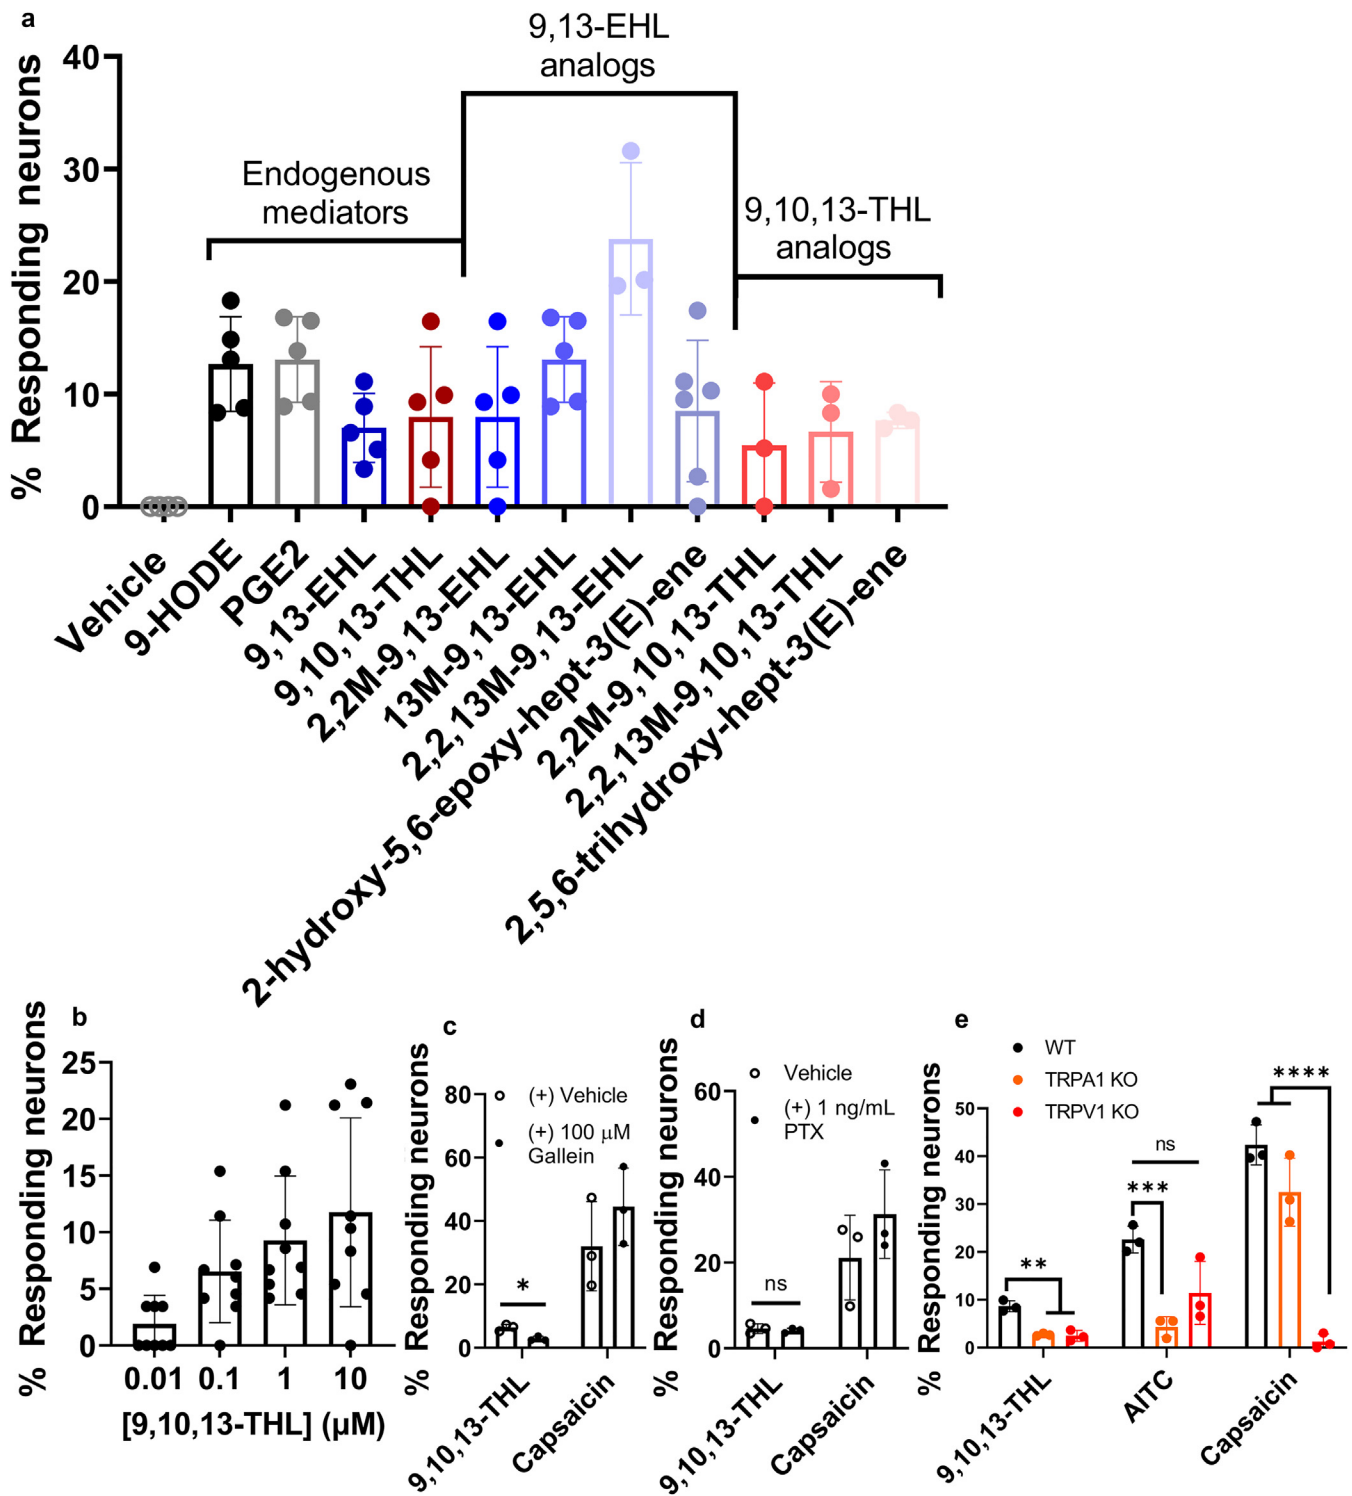 a
9,13-EHL
analogs
Endogenous
mediators
9,10,13-THL
analogs
% Responding neurons
40
30
20
10
0
Vehicle
9-HODE
PGE2
9,13-EHL
9,10,13-THL
2,2M-9,13-EHL
13M-9,13-EHL
2,2,13M-9,13-EHL
2-hydroxy-5,6-epoxy-hept-3(E)-ene
2,2M-9,10,13-THL
2,2,13M-9,10,13-THL
2,5,6-trihydroxy-hept-3(E)-ene
b
% Responding neurons
25
20
15
10
5
0
0.01 0.1 1 10
[9,10,13-THL] (µM)
c
% Responding neurons
80
60
40
20
0
(+) Vehicle
(+) 100 µM
Gallein
*
9,10,13-THL
Capsaicin
d
% Responding neurons
60
40
20
0
Vehicle
(+) 1 ng/mL
PTX
ns
9,10,13-THL
Capsaicin
e
% Responding neurons
50
40
30
20
10
0
WT
TRPA1 KO
TRPV1 KO
**
***
ns
****
9,10,13-THL
AITC
Capsaicin